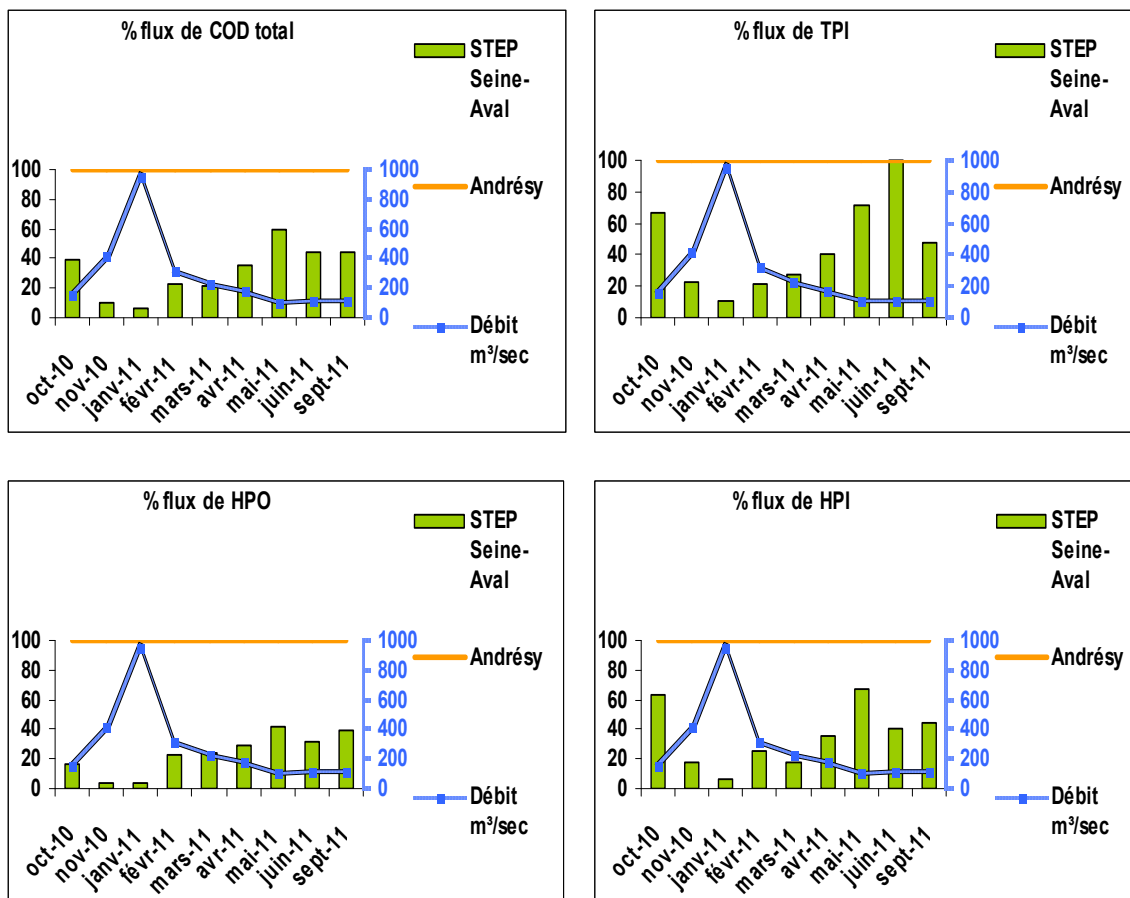 % flux de COD total
STEP
Seine-
Aval
100
80
60
40
20
0
1000
800
600
400
200
0
Andrésy
Débit
m³/sec
oct-10
nov-10
janv-11
févr-11
mars-11
avr-11
mai-11
juin-11
sept-11
% flux de TPI
STEP
Seine-
Aval
100
80
60
40
20
0
1000
800
600
400
200
0
Andrésy
Débit
m³/sec
oct-10
nov-10
janv-11
févr-11
mars-11
avr-11
mai-11
juin-11
sept-11
% flux de HPO
STEP
Seine-
Aval
100
80
60
40
20
0
1000
800
600
400
200
0
Andrésy
Débit
m³/sec
oct-10
nov-10
janv-11
févr-11
mars-11
avr-11
mai-11
juin-11
sept-11
% flux de HPI
STEP
Seine-
Aval
100
80
60
40
20
0
1000
800
600
400
200
0
Andrésy
Débit
m³/sec
oct-10
nov-10
janv-11
févr-11
mars-11
avr-11
mai-11
juin-11
sept-11